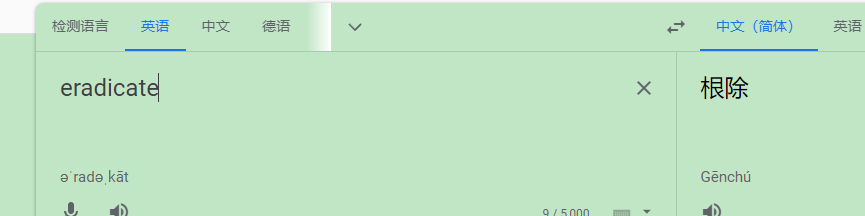 检测语言 英语 中文 德语 中文（简体） 英语
eradicate 根除
əˈradəˌkāt Gēnchú
9 / 5,000